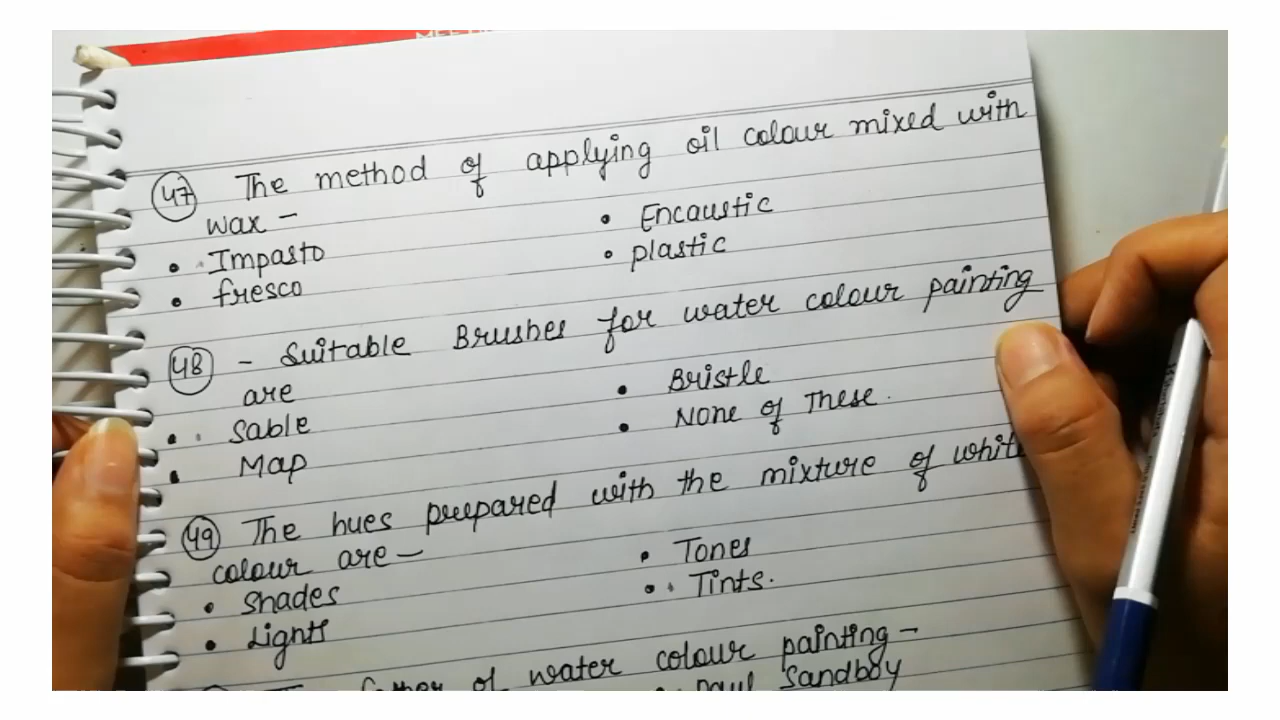 47 The method of applying oil colour mixed with
wax -
• Impasto • Encaustic
• fresco • plastic
48 - Suitable Brushes for water colour painting
are
• Sable • Bristle
• Map • None of These.
49 The hues prepared with the mixture of white
colour are -
• Shades • Tones
• Lights • Tints.
of water colour painting -
Paul Sandboy